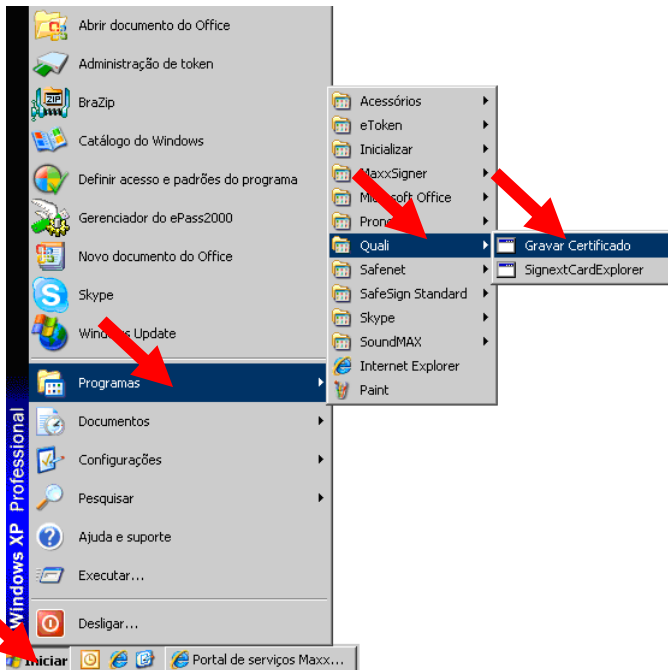 Abrir documento do Office
Administração de token
BraZip
Catálogo do Windows
Definir acesso e padrões do programa
Gerenciador do ePass2000
Novo documento do Office
Skype
Windows Update
Programas
Documentos
Configurações
Pesquisar
Ajuda e suporte
Executar...
Desligar...
Windows XP Professional
Iniciar
Portal de serviços Maxx...
Acessórios
eToken
Inicializar
MaxxSigner
Microsoft Office
Quali
Safenet
SafeSign Standard
Skype
SoundMAX
Internet Explorer
Paint
Gravar Certificado
SignextCardExplorer
ZIP